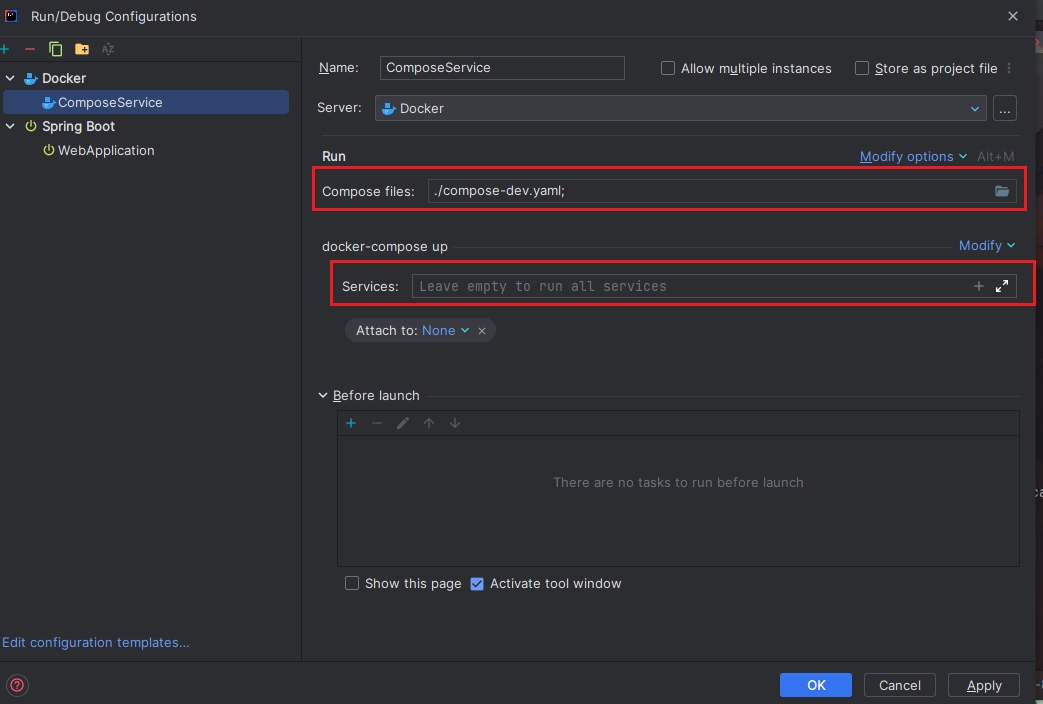 Run/Debug Configurations
Docker
ComposeService
Spring Boot
WebApplication
Edit configuration templates...
Name: ComposeService Allow multiple instances Store as project file
Server: Docker ...
Run Modify options Alt+M
Compose files: ./compose-dev.yaml;
docker-compose up Modify
Services: Leave empty to run all services
Attach to: None
Before launch
There are no tasks to run before launch
Show this page Activate tool window
OK Cancel Apply